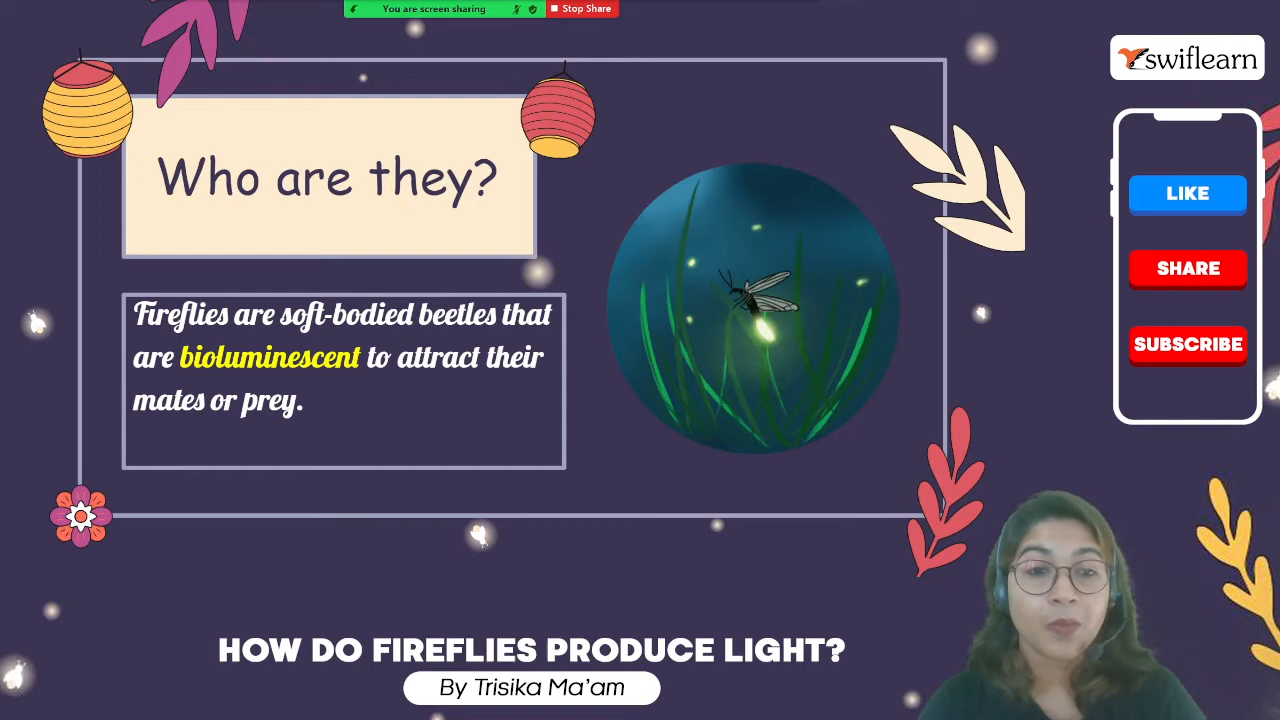 You are screen sharing
Stop Share
swiflearn
Who are they?
LIKE
SHARE
SUBSCRIBE
Fireflies are soft-bodied beetles that
are bioluminescent to attract their
mates or prey.
HOW DO FIREFLIES PRODUCE LIGHT?
By Trisika Ma'am